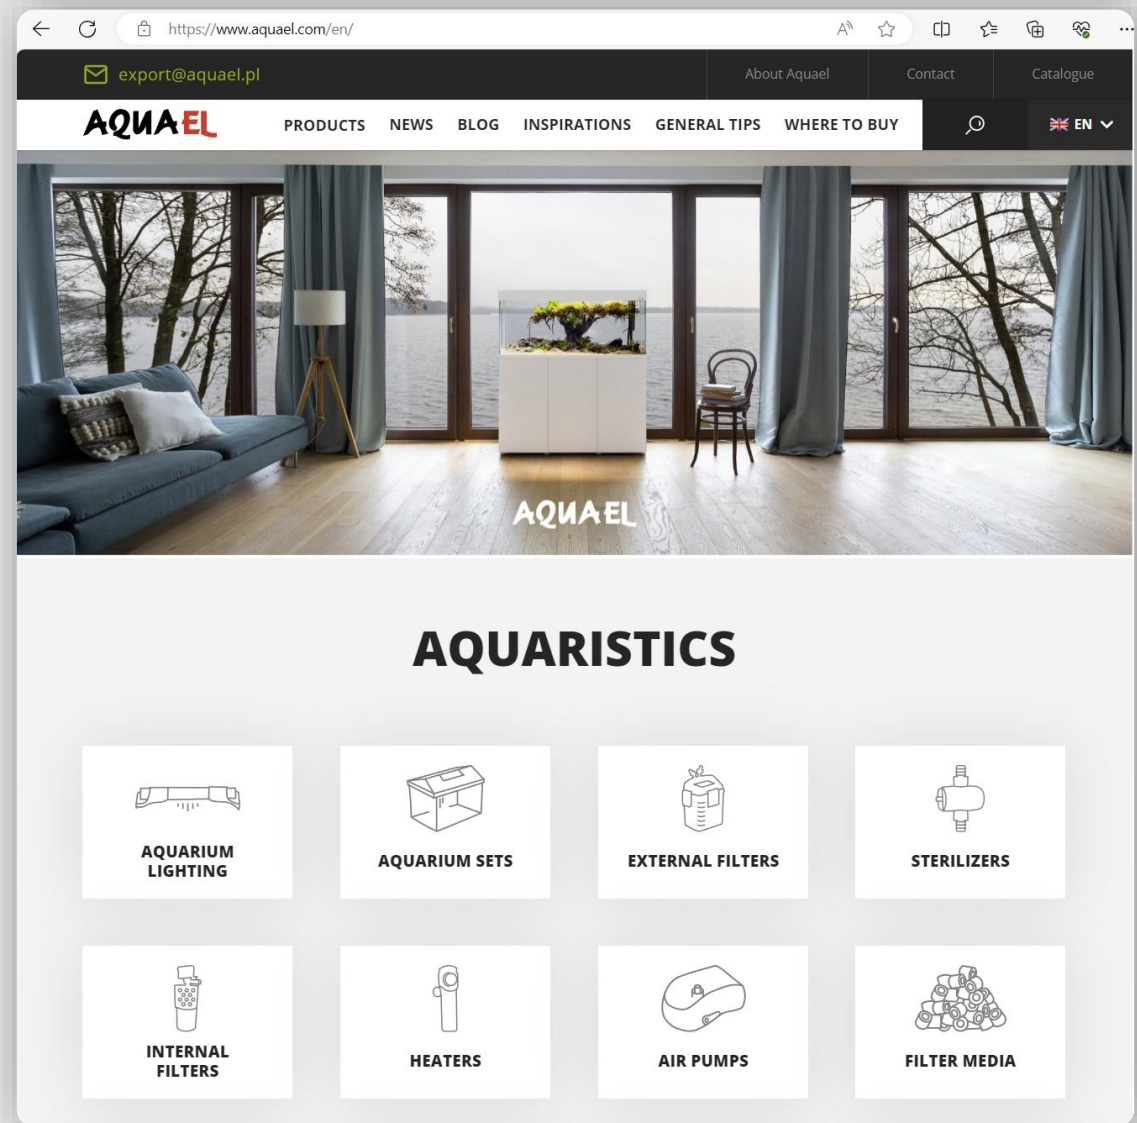 https://www.aquael.com/en/
export@aquael.pl
About Aquael
Contact
Catalogue
AQUAEL
PRODUCTS
NEWS
BLOG
INSPIRATIONS
GENERAL TIPS
WHERE TO BUY
EN
AQUAEL
AQUARISTICS
AQUARIUM
LIGHTING
AQUARIUM SETS
EXTERNAL FILTERS
STERILIZERS
INTERNAL
FILTERS
HEATERS
AIR PUMPS
FILTER MEDIA